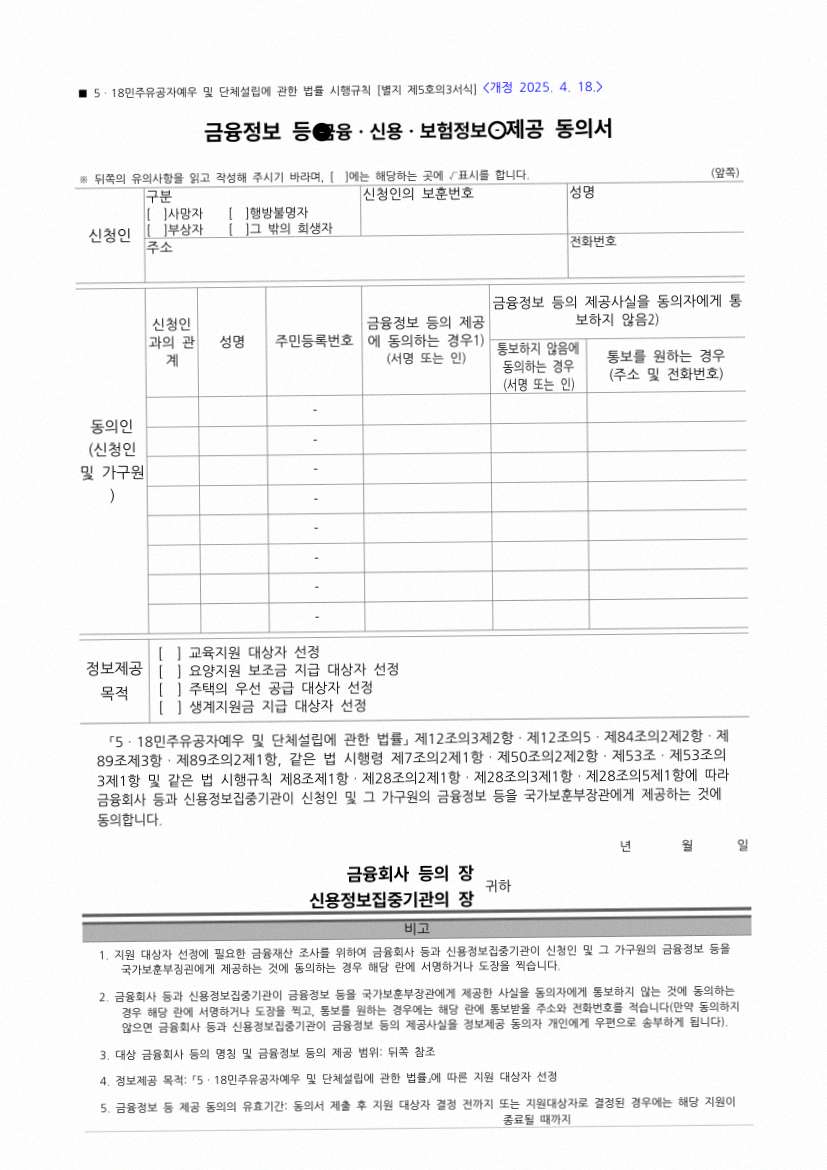 ■ 5ㆍ18민주유공자예우 및 단체설립에 관한 법률 시행규칙 [별지 제5호의3서식] <개정 2025. 4. 18.>
금융정보 등 금융ㆍ신용ㆍ보험정보 제공 동의서
※ 뒤쪽의 유의사항을 읽고 작성해 주시기 바라며, [ ]에는 해당하는 곳에 √표시를 합니다. (앞쪽)
신청인
구분
[ ]사망자 [ ]행방불명자
[ ]부상자 [ ]그 밖의 희생자
신청인의 보훈번호
성명
주소
전화번호
동의인
(신청인
및 가구원
)
신청인
과의 관
계
성명
주민등록번호
금융정보 등의 제공
에 동의하는 경우1)
(서명 또는 인)
금융정보 등의 제공사실을 동의자에게 통
보하지 않음2)
통보하지 않음에
동의하는 경우
(서명 또는 인)
통보를 원하는 경우
(주소 및 전화번호)
-
-
-
-
-
-
-
-
정보제공
목적
[ ] 교육지원 대상자 선정
[ ] 요양지원 보조금 지급 대상자 선정
[ ] 주택의 우선 공급 대상자 선정
[ ] 생계지원금 지급 대상자 선정
「5ㆍ18민주유공자예우 및 단체설립에 관한 법률」 제12조의3제2항ㆍ제12조의5ㆍ제84조의2제2항ㆍ제
89조제3항ㆍ제89조의2제1항, 같은 법 시행령 제7조의2제1항ㆍ제50조의2제2항ㆍ제53조ㆍ제53조의
3제1항 및 같은 법 시행규칙 제8조제1항ㆍ제28조의2제1항ㆍ제28조의3제1항ㆍ제28조의5제1항에 따라
금융회사 등과 신용정보집중기관이 신청인 및 그 가구원의 금융정보 등을 국가보훈부장관에게 제공하는 것에
동의합니다.
년 월 일
금융회사 등의 장
신용정보집중기관의 장
귀하
비고
1. 지원 대상자 선정에 필요한 금융재산 조사를 위하여 금융회사 등과 신용정보집중기관이 신청인 및 그 가구원의 금융정보 등을
국가보훈부장관에게 제공하는 것에 동의하는 경우 해당 란에 서명하거나 도장을 찍습니다.
2. 금융회사 등과 신용정보집중기관이 금융정보 등을 국가보훈부장관에게 제공한 사실을 동의자에게 통보하지 않는 것에 동의하는
경우 해당 란에 서명하거나 도장을 찍고, 통보를 원하는 경우에는 해당 란에 통보받을 주소와 전화번호를 적습니다(만약 동의하지
않으면 금융회사 등과 신용정보집중기관이 금융정보 등의 제공사실을 정보제공 동의자 개인에게 우편으로 송부하게 됩니다).
3. 대상 금융회사 등의 명칭 및 금융정보 등의 제공 범위: 뒤쪽 참조
4. 정보제공 목적: 「5ㆍ18민주유공자예우 및 단체설립에 관한 법률」에 따른 지원 대상자 선정
5. 금융정보 등 제공 동의의 유효기간: 동의서 제출 후 지원 대상자 결정 전까지 또는 지원대상자로 결정된 경우에는 해당 지원이
종료될 때까지